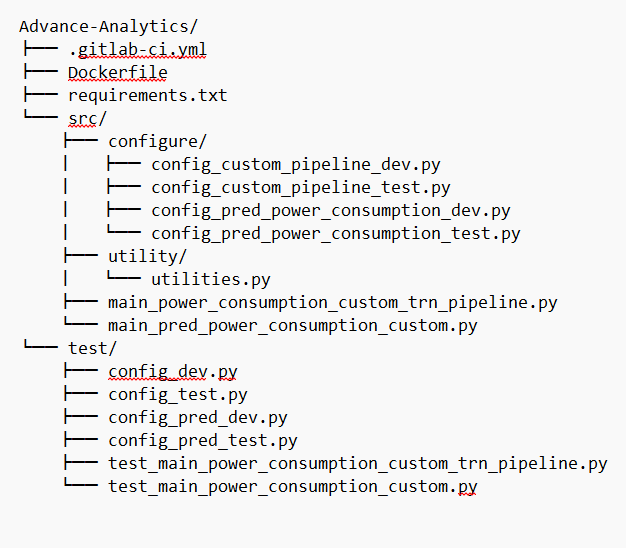 Advance-Analytics/
├── .gitlab-ci.yml
├── Dockerfile
├── requirements.txt
└── src/
    ├── configure/
    │   ├── config_custom_pipeline_dev.py
    │   ├── config_custom_pipeline_test.py
    │   ├── config_pred_power_consumption_dev.py
    │   └── config_pred_power_consumption_test.py
    ├── utility/
    │   └── utilities.py
    ├── main_power_consumption_custom_trn_pipeline.py
    └── main_pred_power_consumption_custom.py
└── test/
    ├── config_dev.py
    ├── config_test.py
    ├── config_pred_dev.py
    ├── config_pred_test.py
    ├── test_main_power_consumption_custom_trn_pipeline.py
    └── test_main_power_consumption_custom.py